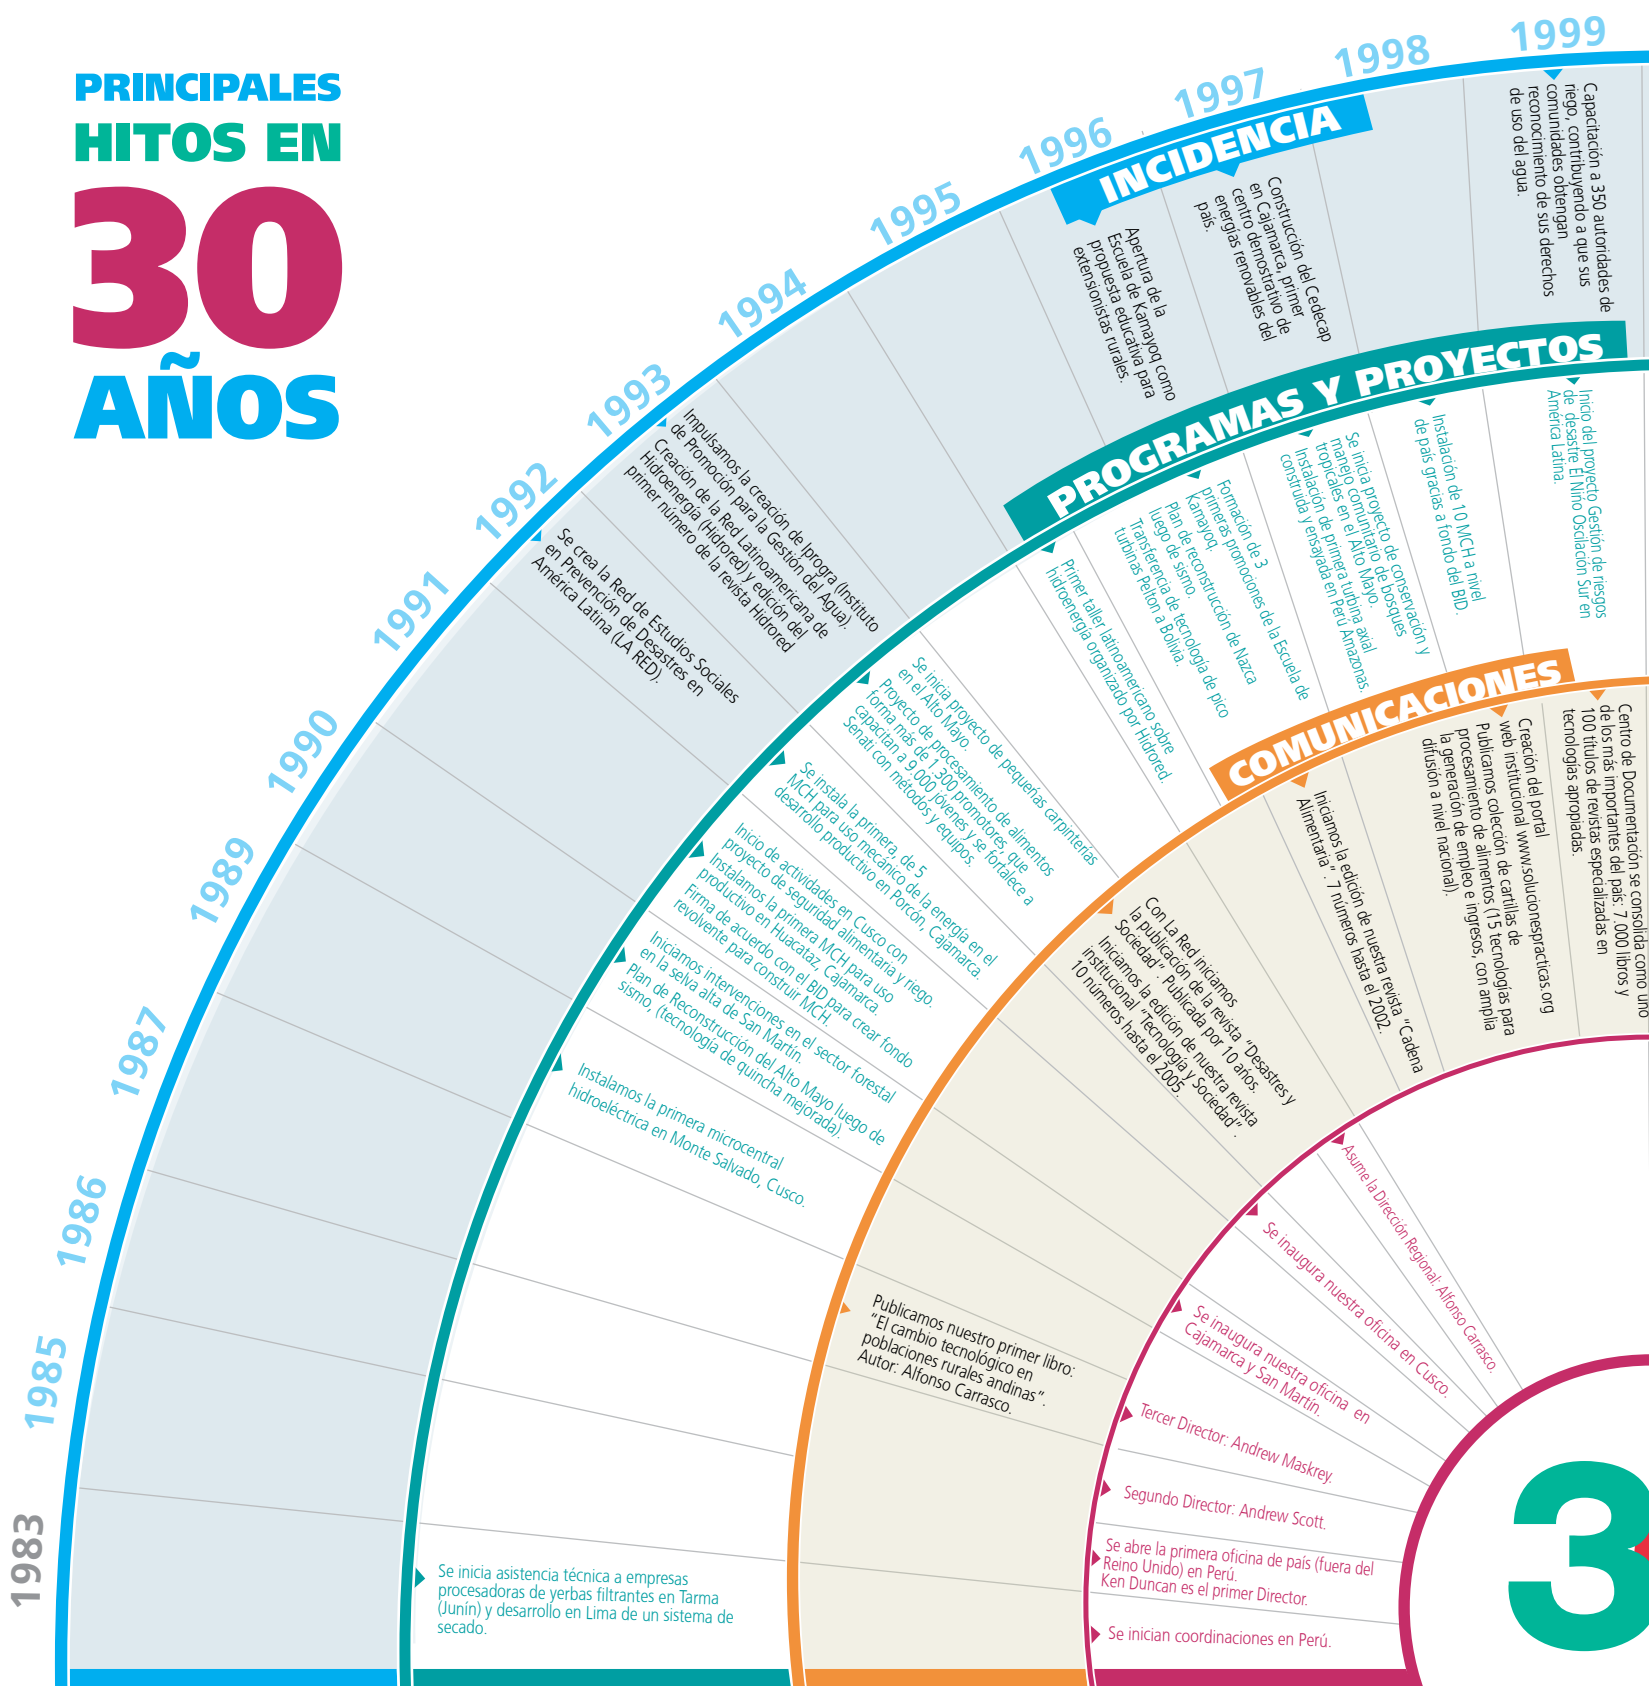 PRINCIPALES
HITOS EN
30
AÑOS
1983
1985
1986
1987
1989
1990
1991
1992
1993
1994
1995
1996
1997
1998
1999
INCIDENCIA
Se crea la Red de Estudios Sociales
en Prevención de Desastres en
América Latina (LA RED).
Impulsamos la creación de Iprogra (Instituto
de Promoción para la Gestión del Agua).
Creación de la Red Latinoamericana de
Hidroenergía (Hidrored) y edición del
primer número de la revista Hidrored
Apertura de la
Escuela de Kamayoq como
propuesta educativa para
extensionistas rurales.
Construcción del Cedecap
en Cajamarca, primer
centro demostrativo de
energías renovables del
país.
Capacitación a 350 autoridades de
riego, contribuyendo a que sus
comunidades obtengan
reconocimiento de sus derechos
de uso del agua.
PROGRAMAS Y PROYECTOS
Se inicia asistencia técnica a empresas
procesadoras de yerbas filtrantes en Tarma
(Junín) y desarrollo en Lima de un sistema de
secado.
Instalamos la primera microcentral
hidroeléctrica en Monte Salvado, Cusco.
Iniciamos intervenciones en el sector forestal
en la selva alta de San Martín.
Plan de Reconstrucción del Alto Mayo luego de
sismo, (tecnología de quincha mejorada).
Inicio de actividades en Cusco con
proyecto de seguridad alimentaria y riego.
Instalamos la primera MCH para uso
productivo en Huacataz, Cajamarca.
Firma de acuerdo con el BID para crear fondo
revolvente para construir MCH.
Se instala la primera, de 5
MCH para uso mecánico de la energía en el
desarrollo productivo en Porcón, Cajamarca.
Se inicia proyecto de pequeñas carpinterías
en el Alto Mayo.
Proyecto de procesamiento de alimentos
forma más de 1.300 promotores, que
capacitan a 9.000 jóvenes y se fortalece a
Senati con métodos y equipos.
Primer taller latinoamericano sobre
hidroenergía organizado por Hidrored.
Formación de 3
primeras promociones de la Escuela de
Kamayoq.
Plan de reconstrucción de Nazca
luego de sismo.
Transferencia de tecnología de pico
turbinas Pelton a Bolivia.
Se inicia proyecto de conservación y
manejo comunitario de bosques
tropicales en el Alto Mayo.
Instalación de primera turbina axial
construida y ensayada en Perú Amazonas.
Instalación de 10 MCH a nivel
de país gracias a fondo del BID.
Inicio del proyecto Gestión de riesgos
de desastre El Nino Oscilación Sur en
América Latina.
COMUNICACIONES
Publicamos nuestro primer libro:
“El cambio tecnológico en
poblaciones rurales andinas”.
Autor: Alfonso Carrasco.
Con La Red iniciamos
la publicación de la revista “Desastres y
Sociedad”. Publicada por 10 años.
Iniciamos la edición de nuestra revista
institucional “Tecnología y Sociedad”.
10 números hasta el 2005.
Iniciamos la edición de nuestra revista “Cadena
Alimentaria”. 7 números hasta el 2002.
Creación del portal
web institucional www.solucionespracticas.org
Publicamos colección de cartillas de
procesamiento de alimentos (15 tecnologías para
la generación de empleo e ingresos, con amplia
difusión a nivel nacional).
Centro de Documentación se consolida como uno
de los más importantes del país: 7.000 libros y
100 títulos de revistas especializadas en
tecnologías apropiadas.
Se inician coordinaciones en Perú.
Se abre la primera oficina de país (fuera del
Reino Unido) en Perú.
Ken Duncan es el primer Director.
Segundo Director: Andrew Scott.
Tercer Director: Andrew Maskrey.
Se inaugura nuestra oficina en
Cajamarca y San Martín.
Se inaugura nuestra oficina en Cusco.
Asume la Dirección Regional: Alfonso Carrasco.
3